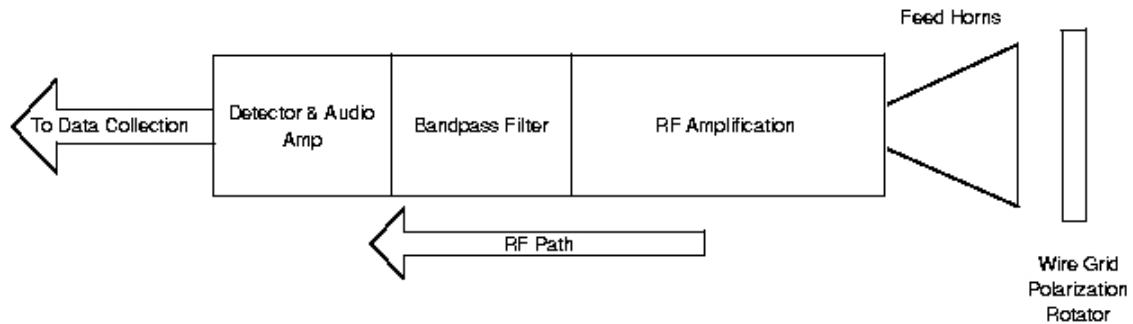 Feed Horns
To Data Collection
Detector & Audio
Amp
Bandpass Filter
RF Amplification
RF Path
Wire Grid
Polarization
Rotator